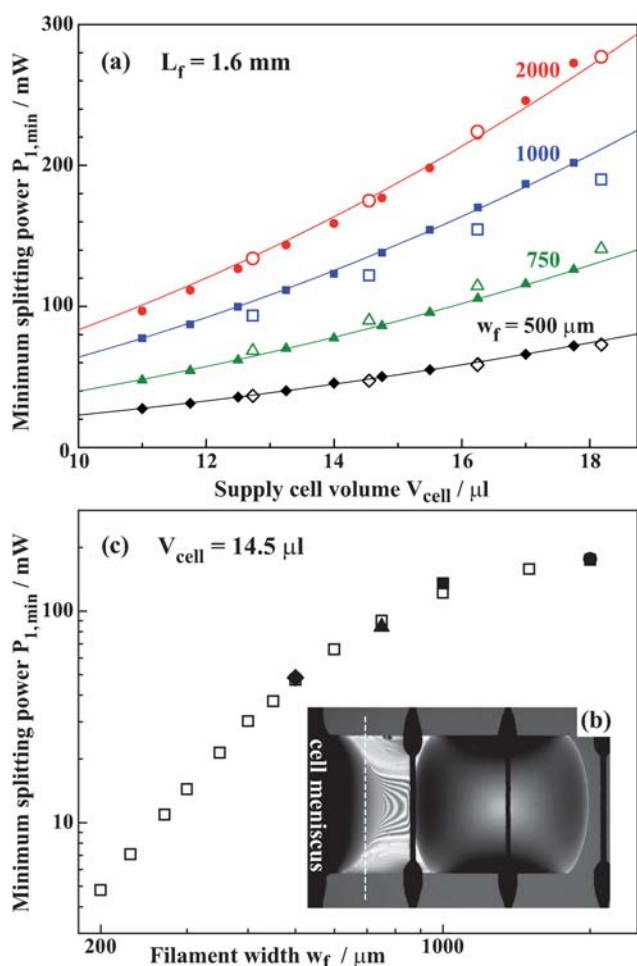 300
(a) L_f = 1.6 mm
2000
200
1000
750
100
w_f = 500 μm
0
10 12 14 16 18
Minimum splitting power P_1,min / mW
Supply cell volume V_cell / μl
(c) V_cell = 14.5 μl
100
(b)
cell meniscus
10
200 1000
Minimum splitting power P_1,min / mW
Filament width w_f / μm